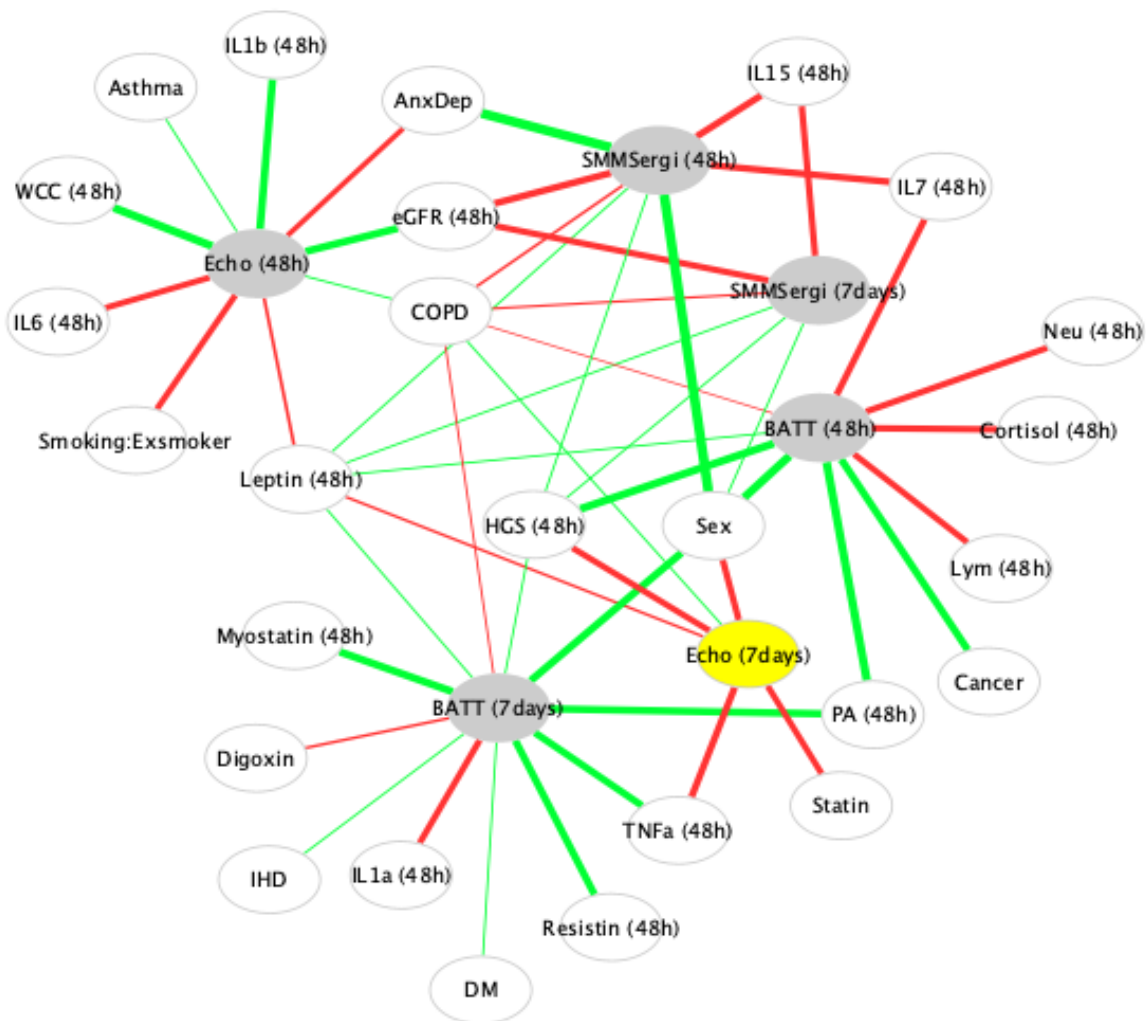 IL1b (48h)
IL15 (48h)
Asthma
AnxDep
SMMSergi (48h)
WCC (48h)
IL7 (48h)
eGFR (48h)
Echo (48h)
SMMSergi (7days)
COPD
IL6 (48h)
Neu (48h)
BATT (48h)
Cortisol (48h)
Smoking:Exsmoker
Leptin (48h)
HGS (48h)
Sex
Lym (48h)
Myostatin (48h)
Echo (7days)
Cancer
BATT (7days)
PA (48h)
Digoxin
Statin
TNFa (48h)
IHD
IL1a (48h)
Resistin (48h)
DM